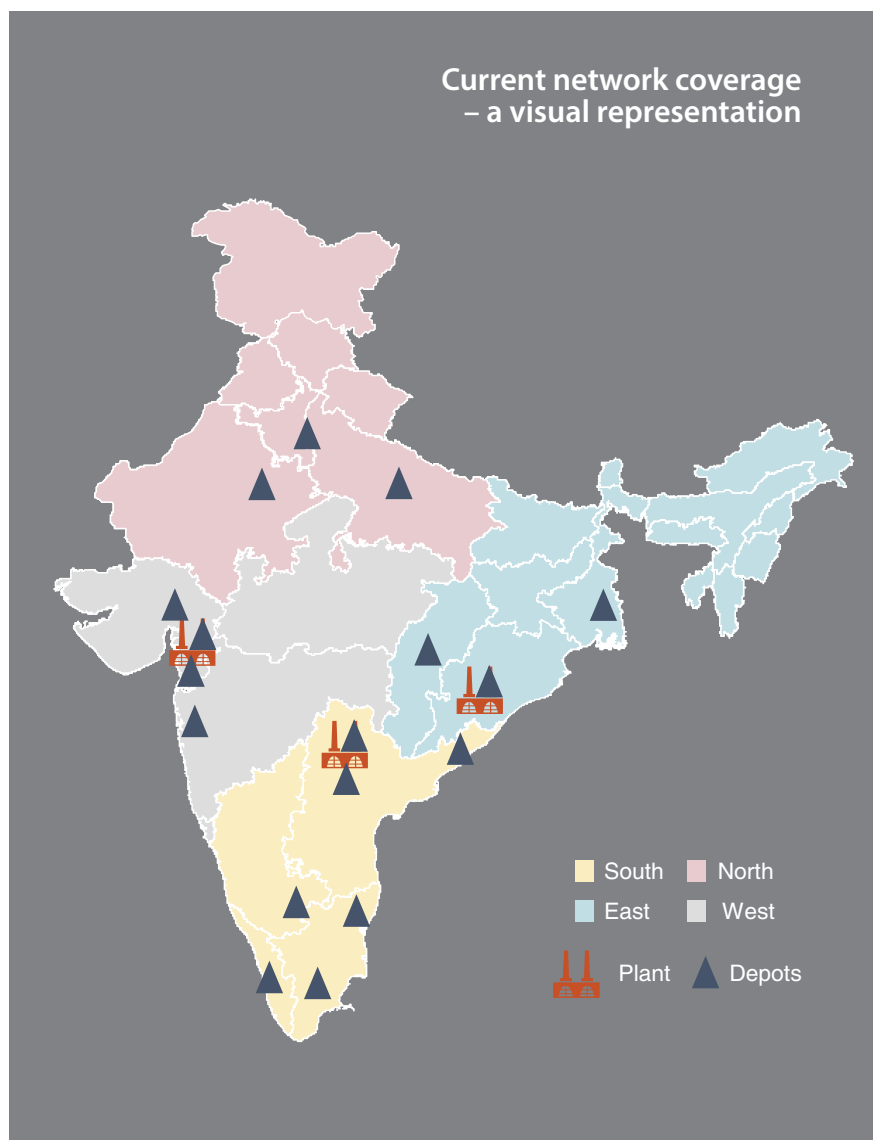 Current network coverage
– a visual representation
South
North
East
West
Plant
Depots